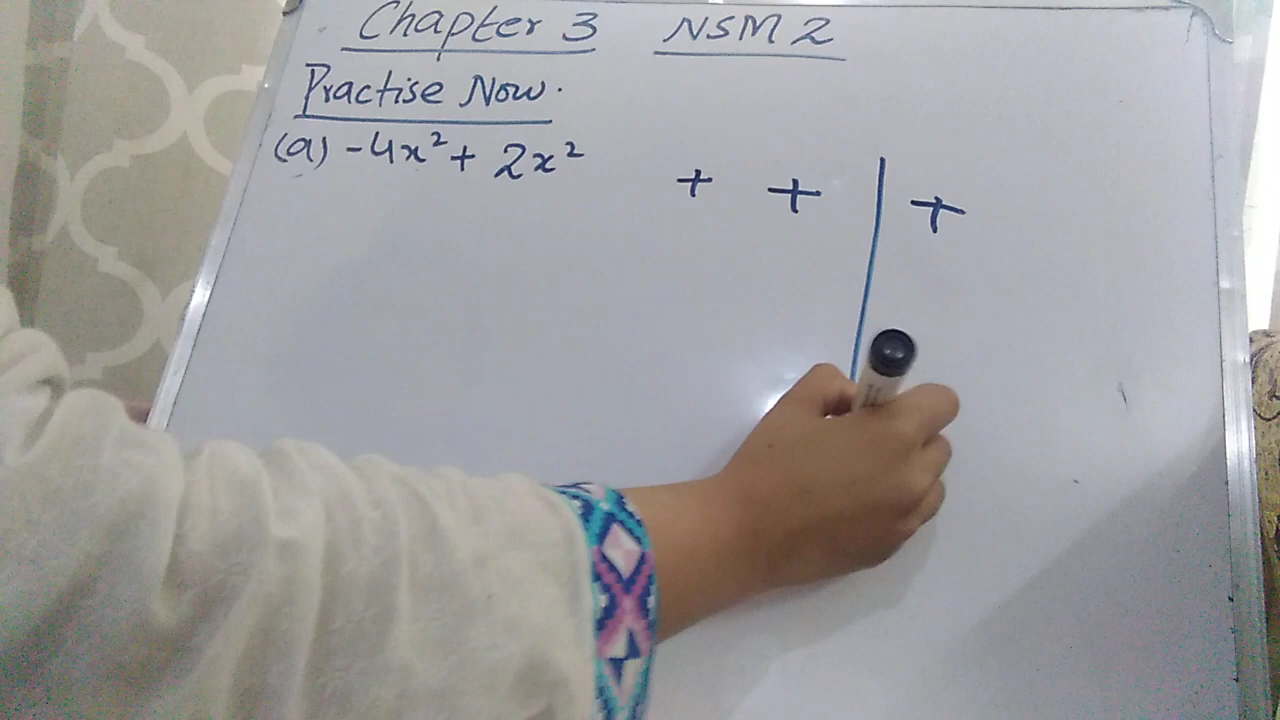 Chapter 3 NSM 2
Practise Now.
(a) -4x² + 2x²
+ + | +